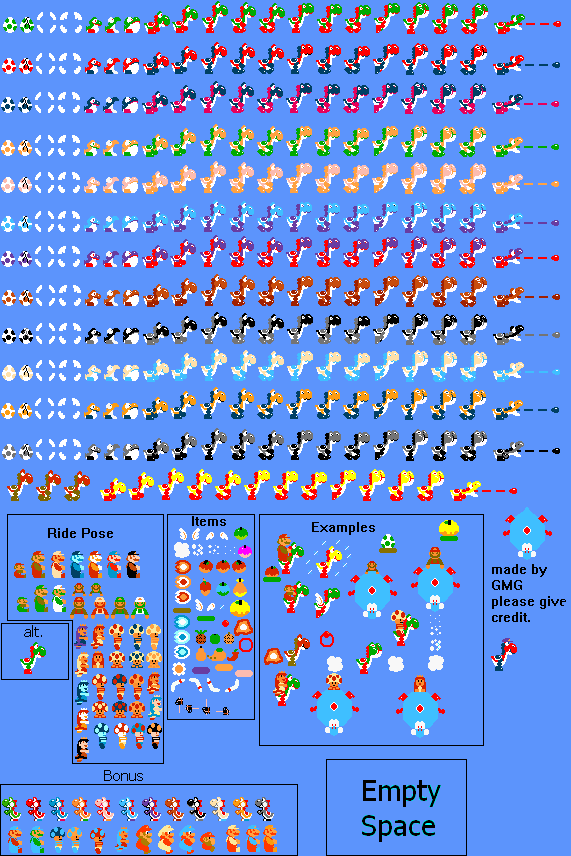 Ride Pose
Items
Examples
made by
GMG
please give
credit.
alt.
Bonus
Empty
Space